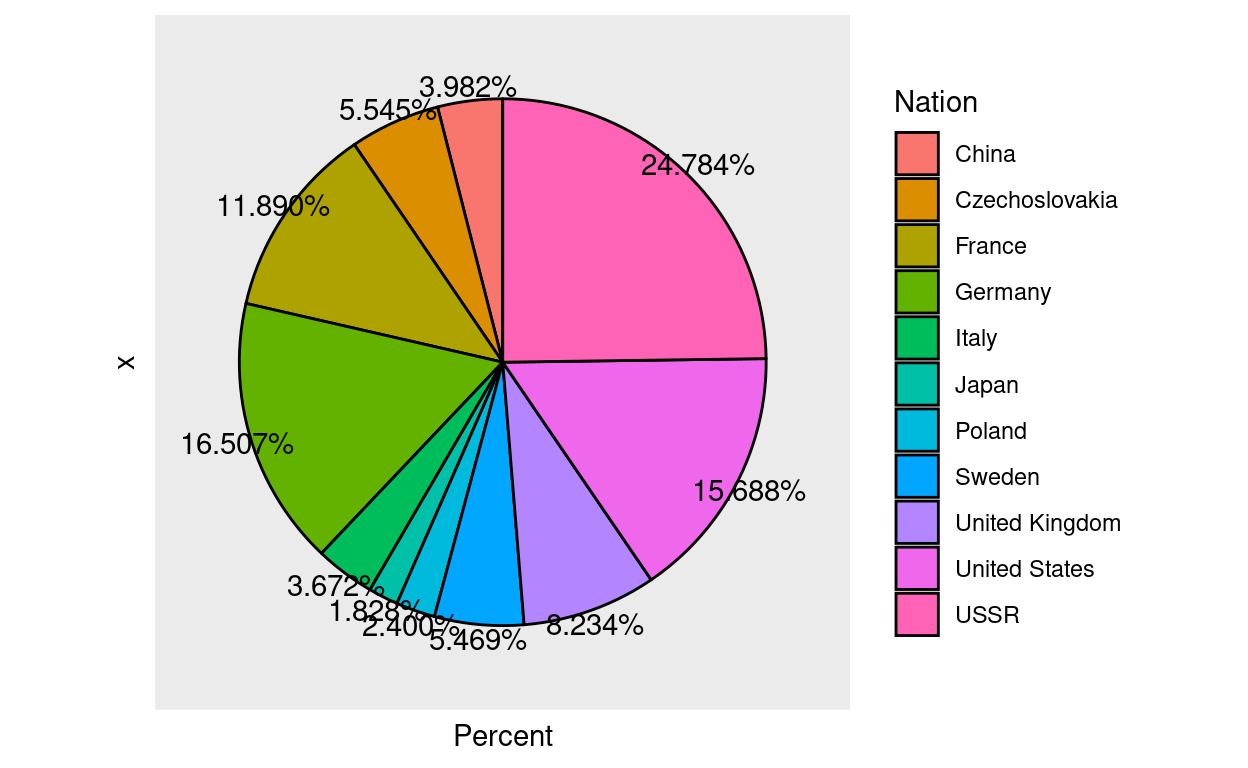 3.982%
5.545%
24.784%
11.890%
16.507%
15.688%
3.672%
1.828%
2.400%
5.469%
8.234%
x
Percent
Nation
China
Czechoslovakia
France
Germany
Italy
Japan
Poland
Sweden
United Kingdom
United States
USSR